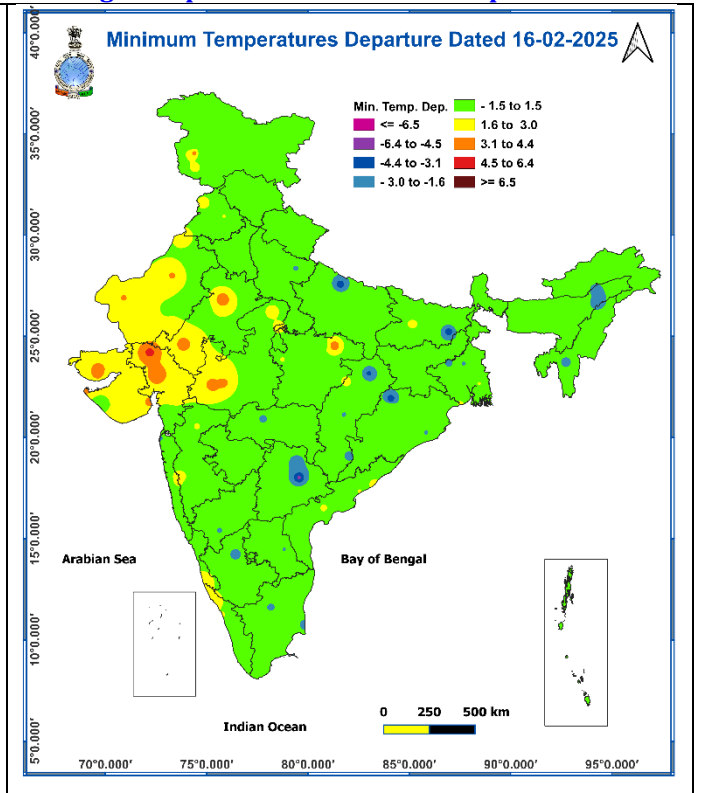 Minimum Temperatures Departure Dated 16-02-2025
Min. Temp. Dep.
<= -6.5
-6.4 to -4.5
-4.4 to -3.1
- 3.0 to -1.6
- 1.5 to 1.5
1.6 to 3.0
3.1 to 4.4
4.5 to 6.4
>= 6.5
40°0.000'
35°0.000'
30°0.000'
25°0.000'
20°0.000'
15°0.000'
10°0.000'
5°0.000'
Arabian Sea
Bay of Bengal
Indian Ocean
0 250 500 km
70°0.000' 75°0.000' 80°0.000' 85°0.000' 90°0.000' 95°0.000'